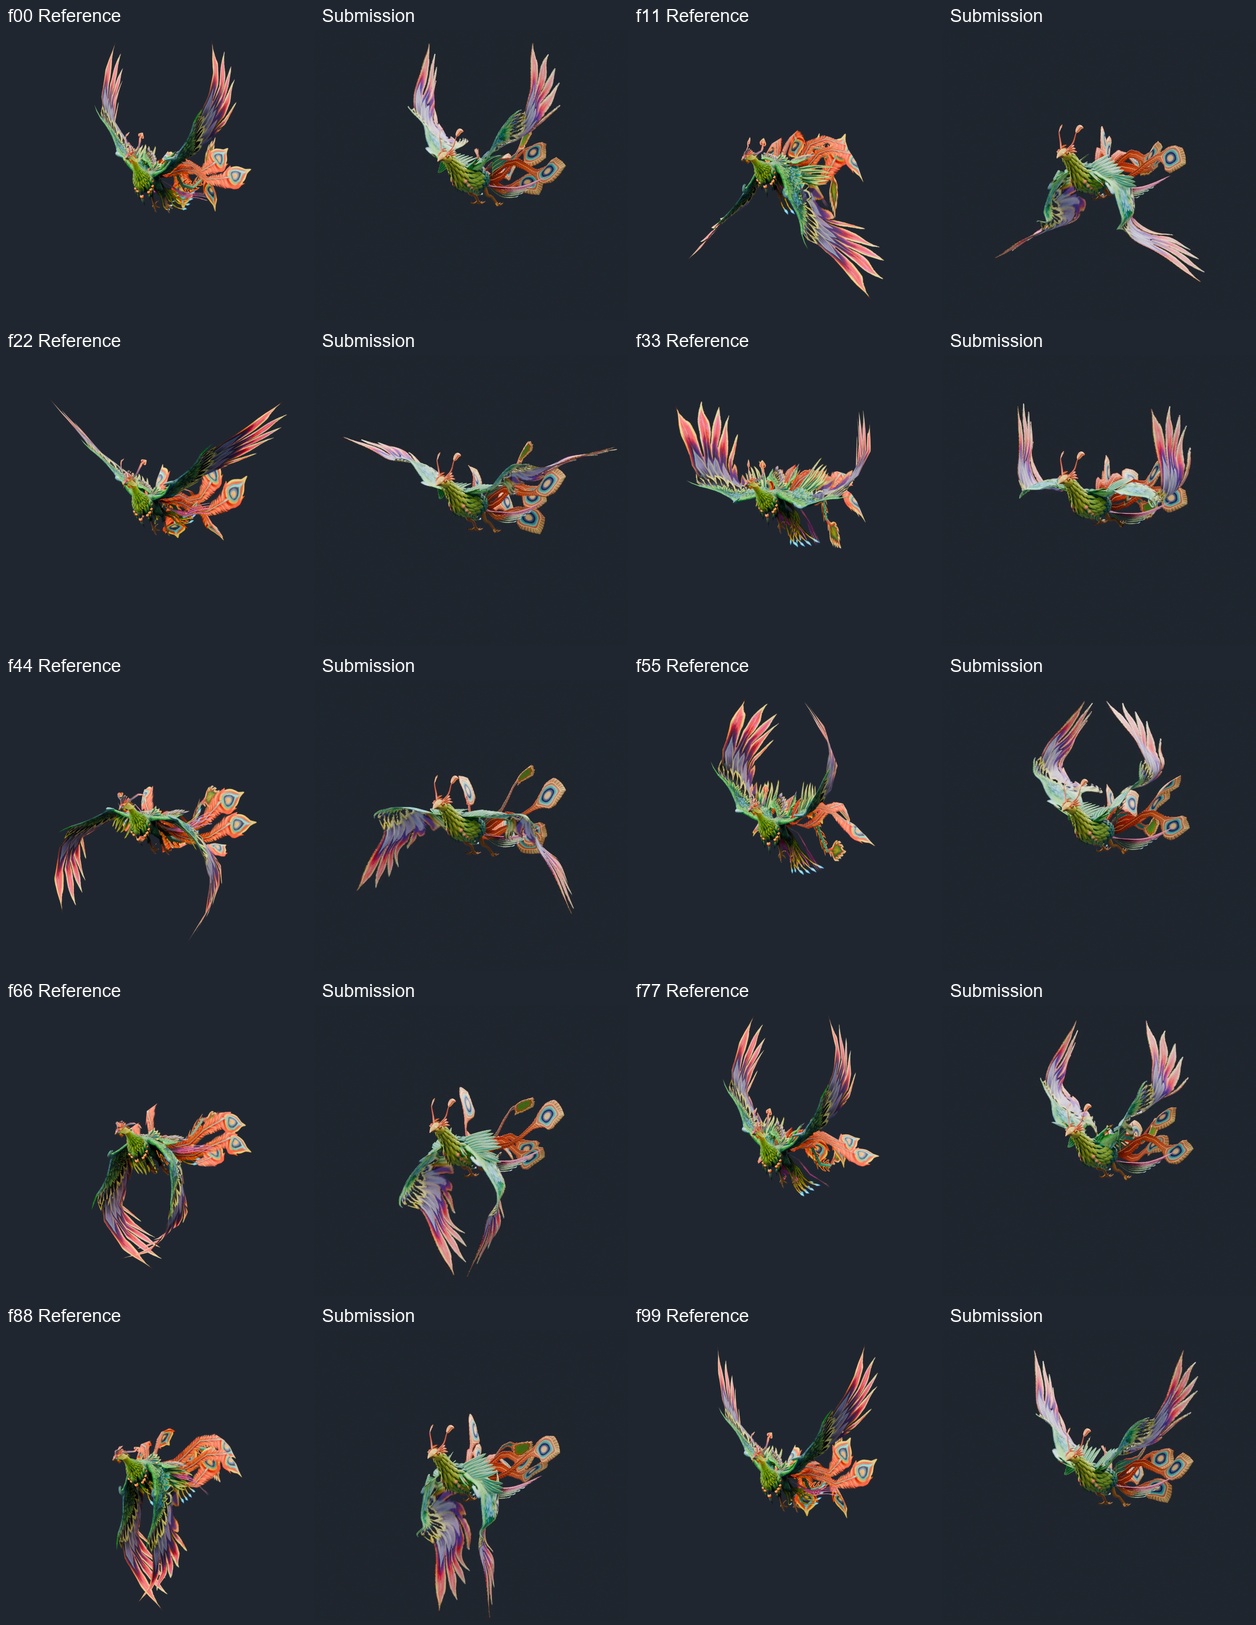 f00 Reference
Submission
f11 Reference
Submission
f22 Reference
Submission
f33 Reference
Submission
f44 Reference
Submission
f55 Reference
Submission
f66 Reference
Submission
f77 Reference
Submission
f88 Reference
Submission
f99 Reference
Submission